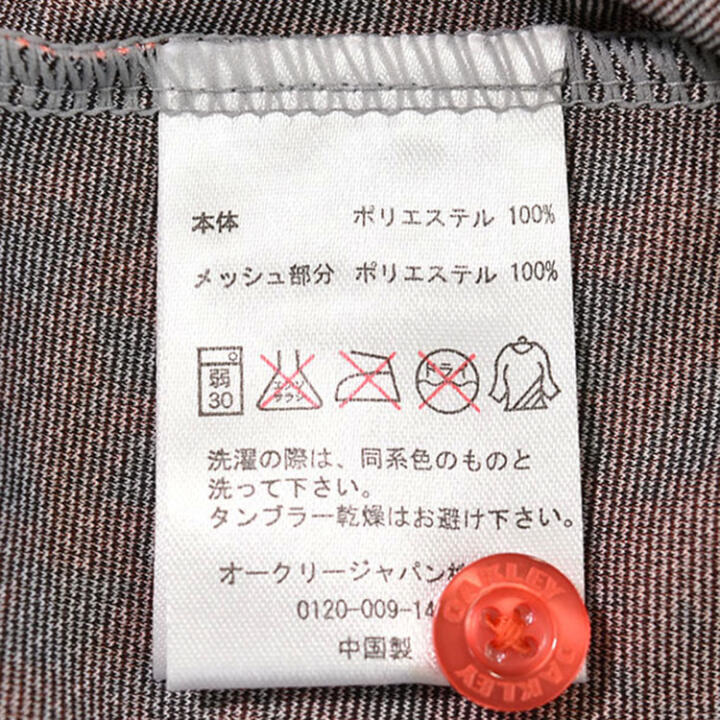 本体 ポリエステル 100%
メッシュ部分 ポリエステル 100%
弱
30
エンソ
サラシ
ドライ
洗濯の際は、同系色のものと
洗って下さい。
タンブラー乾燥はお避け下さい。
オークリージャパン株
0120-009-14
中国製
OAKLEY
OAKLEY